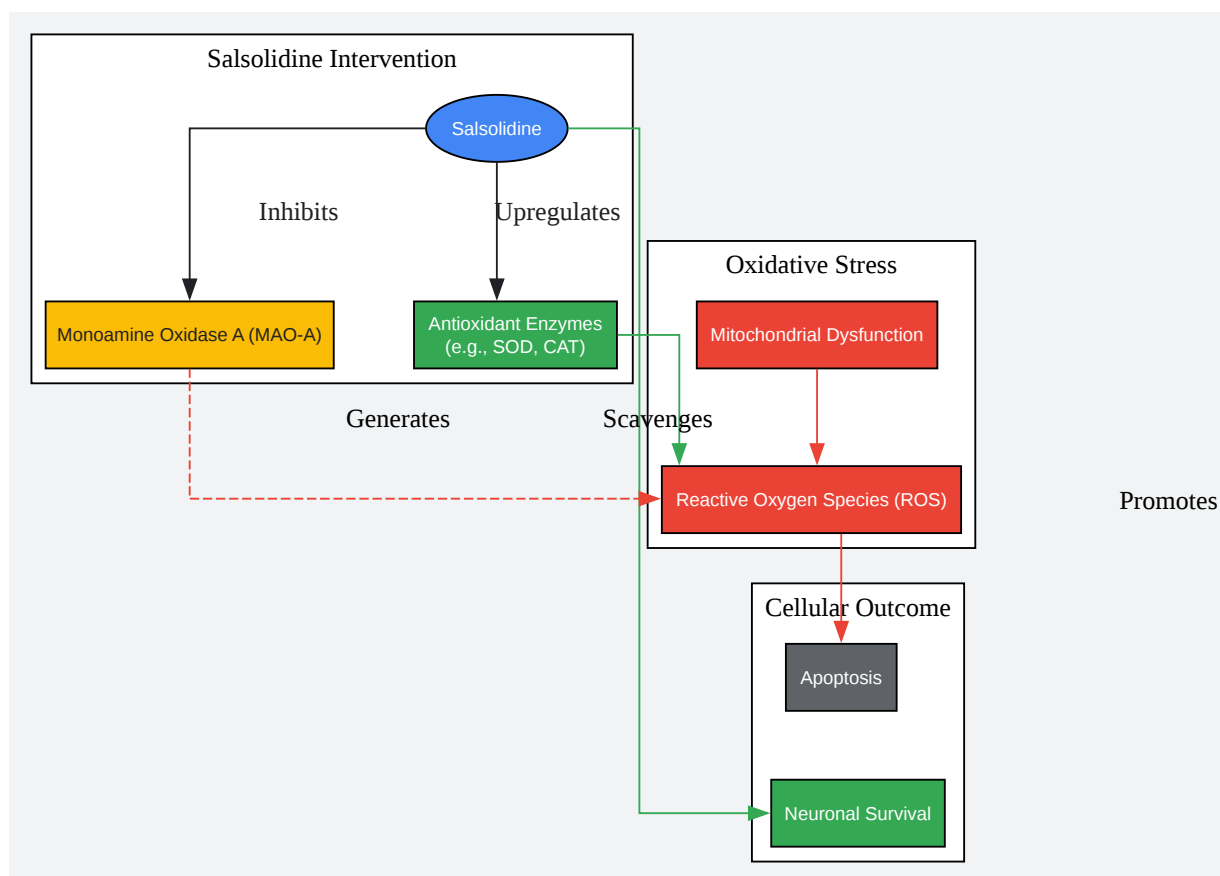 Salsolidine Intervention
Salsolidine
Inhibits
Upregulates
Oxidative Stress
Monoamine Oxidase A (MAO-A)
Antioxidant Enzymes
(e.g., SOD, CAT)
Mitochondrial Dysfunction
Generates
Scavenges
Reactive Oxygen Species (ROS)
Promotes
Cellular Outcome
Apoptosis
Neuronal Survival